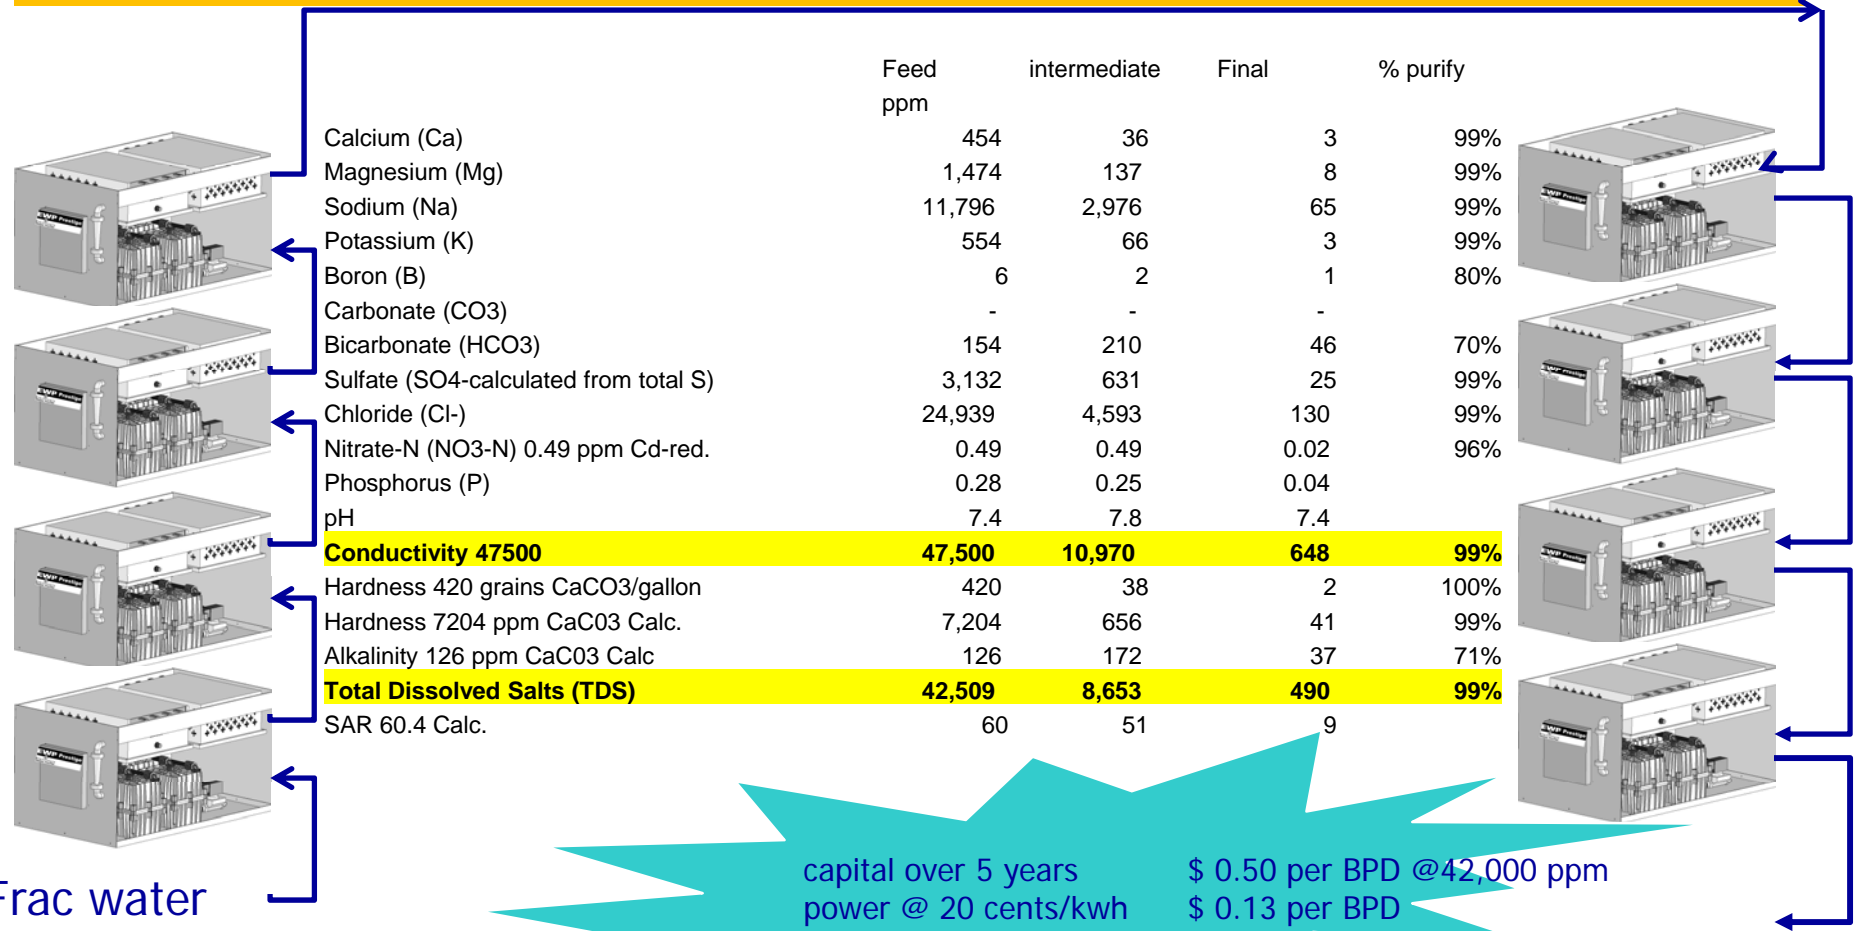 Feed intermediate Final % purify
ppm
Calcium (Ca) 454 36 3 99%
Magnesium (Mg) 1,474 137 8 99%
Sodium (Na) 11,796 2,976 65 99%
Potassium (K) 554 66 3 99%
Boron (B) 6 2 1 80%
Carbonate (CO3) - - -
Bicarbonate (HCO3) 154 210 46 70%
Sulfate (SO4-calculated from total S) 3,132 631 25 99%
Chloride (Cl-) 24,939 4,593 130 99%
Nitrate-N (NO3-N) 0.49 ppm Cd-red. 0.49 0.49 0.02 96%
Phosphorus (P) 0.28 0.25 0.04
pH 7.4 7.8 7.4
Conductivity 47500 47,500 10,970 648 99%
Hardness 420 grains CaCO3/gallon 420 38 2 100%
Hardness 7204 ppm CaC03 Calc. 7,204 656 41 99%
Alkalinity 126 ppm CaC03 Calc 126 172 37 71%
Total Dissolved Salts (TDS) 42,509 8,653 490 99%
SAR 60.4 Calc. 60 51 9
capital over 5 years $ 0.50 per BPD @42,000 ppm
power @ 20 cents/kwh $ 0.13 per BPD
Frac water